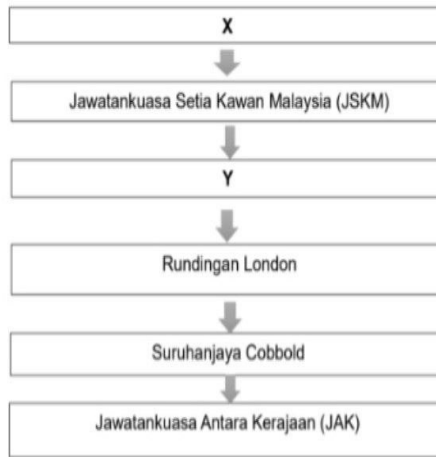 X
Jawatankuasa Setia Kawan Malaysia (JSKM)
Y
Rundingan London
Suruhanjaya Cobbold
Jawatankuasa Antara Kerajaan (JAK)